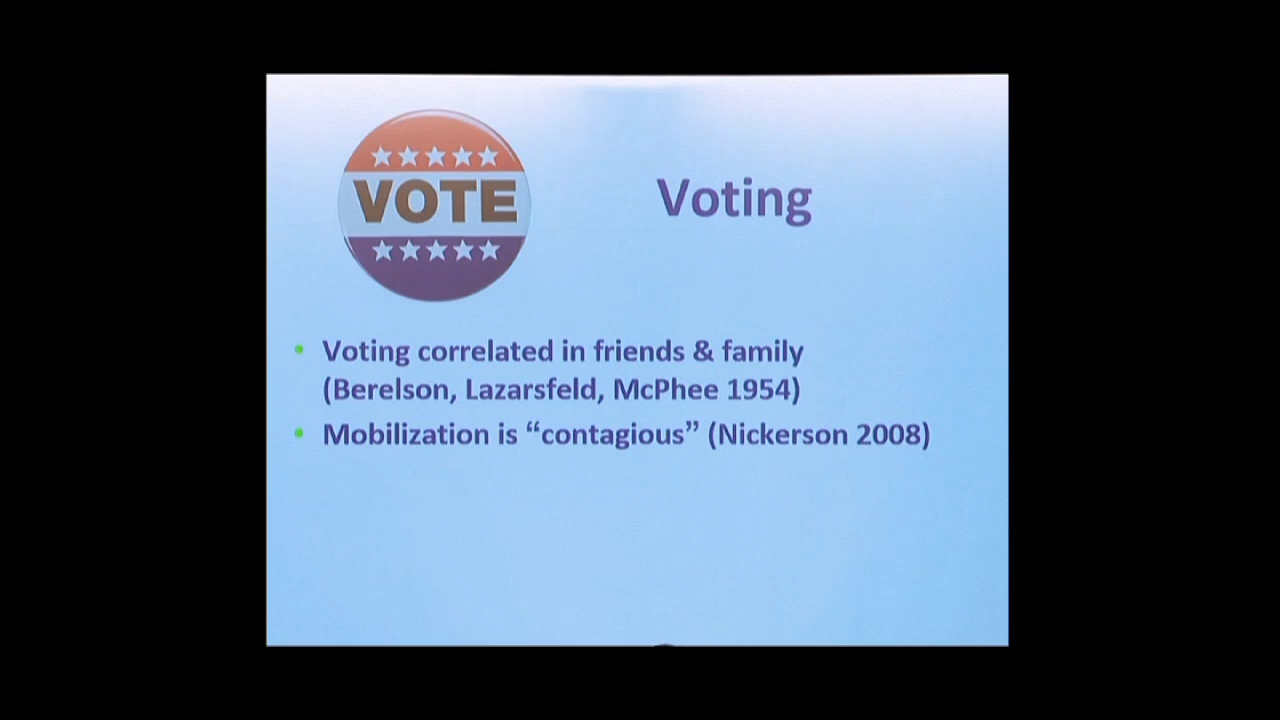 VOTE
Voting
• Voting correlated in friends & family
(Berelson, Lazarsfeld, McPhee 1954)
• Mobilization is “contagious” (Nickerson 2008)